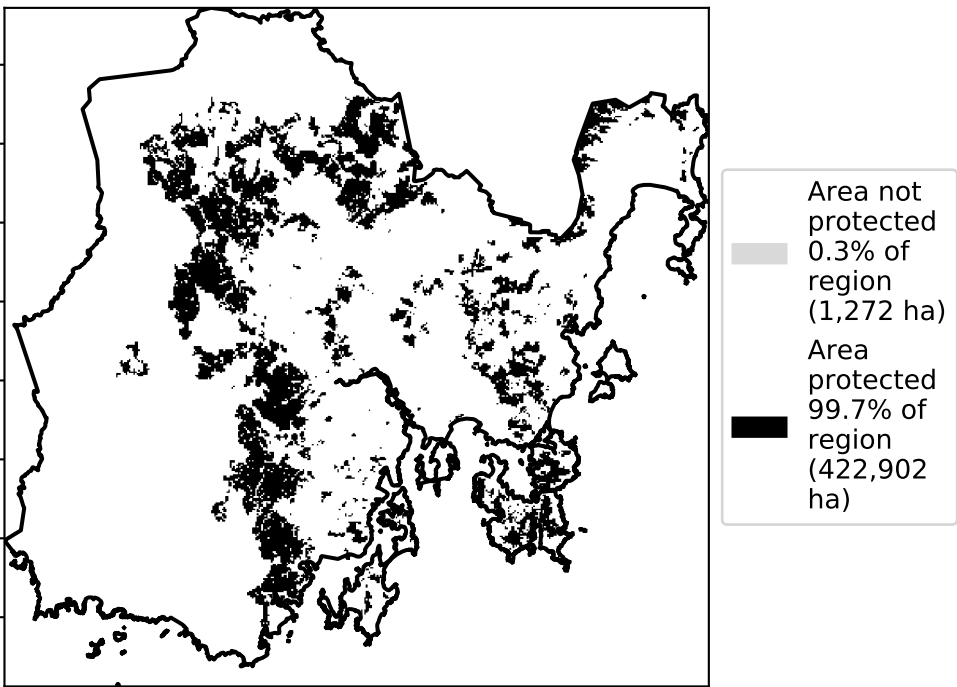 Area not
protected
0.3% of
region
(1,272 ha)
Area
protected
99.7% of
region
(422,902
ha)